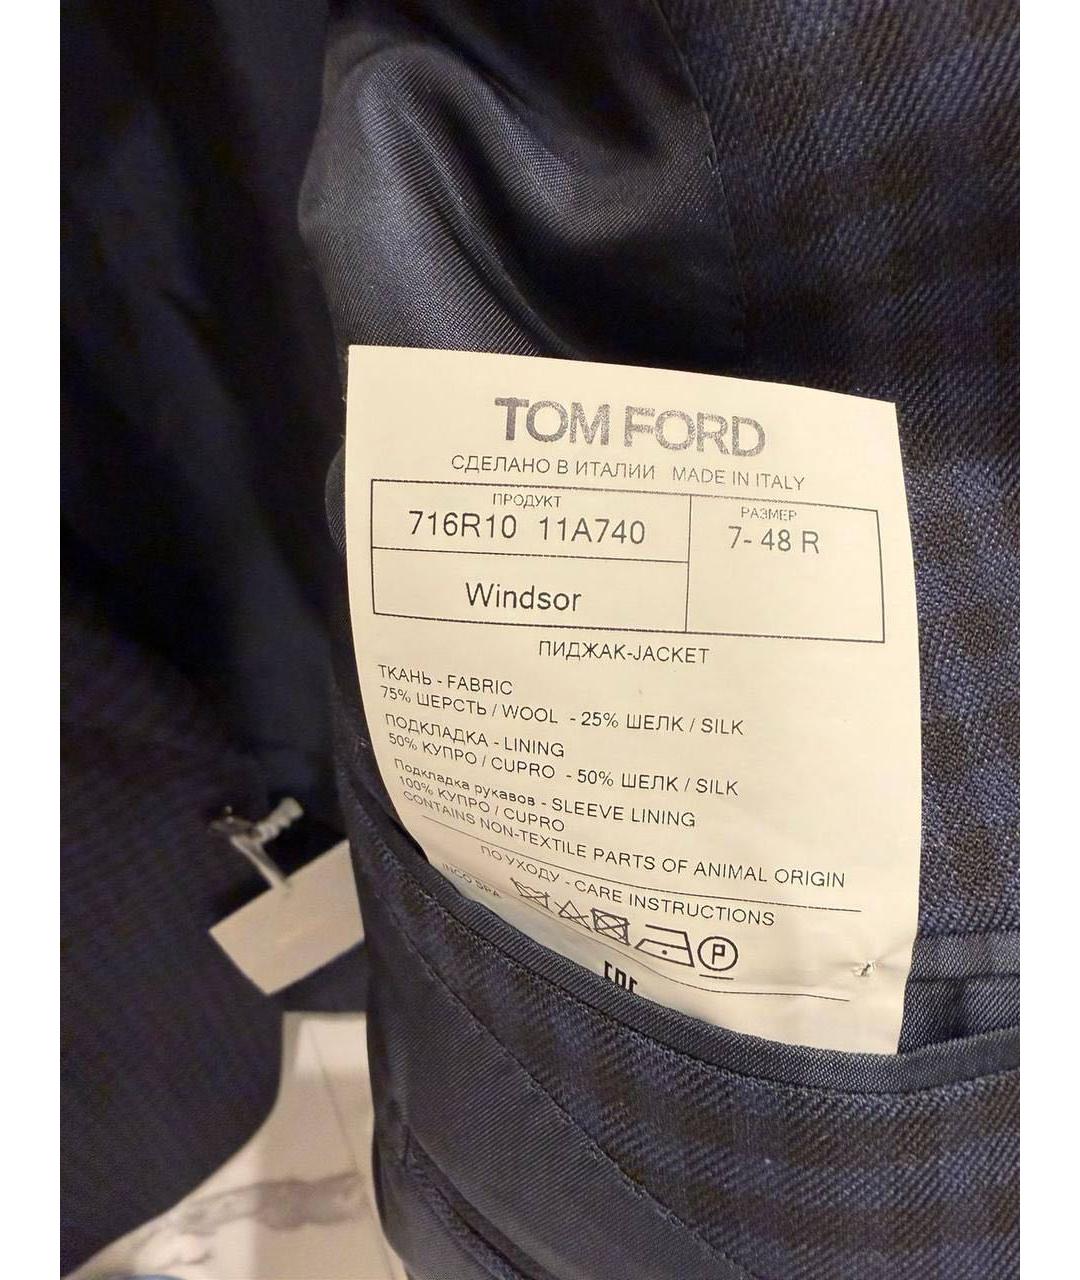 TOM FORD
СДЕЛАНО В ИТАЛИИ MADE IN ITALY
ПРОДУКТ
716R10 11A740
РАЗМЕР
7- 48 R
Windsor
ПИДЖАК-JACKET
ТКАНЬ - FABRIC
75% ШЕРСТЬ / WOOL - 25% ШЕЛК / SILK
ПОДКЛАДКА - LINING
50% КУПРО / CUPRO - 50% ШЕЛК / SILK
Подкладка рукавов - SLEEVE LINING
100% КУПРО / CUPRO
CONTAINS NON-TEXTILE PARTS OF ANIMAL ORIGIN
ПО УХОДУ - CARE INSTRUCTIONS
INCO SPA
P